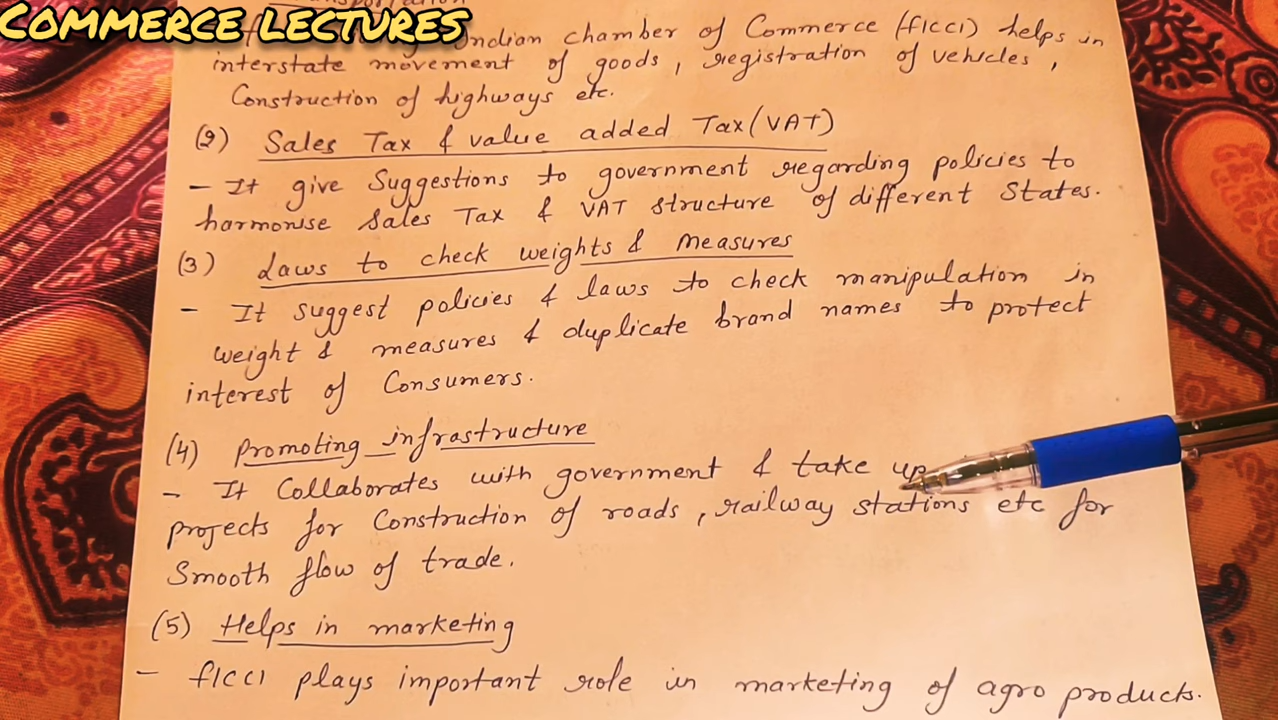 COMMERCE LECTURES
Indian chamber of Commerce (fICCI) helps in
interstate movement of goods, registration of vehicles,
Construction of highways etc.
(2) Sales Tax & value added Tax (VAT)
- It give Suggestions to government regarding policies to
harmonise Sales Tax & VAT structure of different States.
(3) Laws to check weights & measures
- It suggest policies & laws to check manipulation in
weight & measures & duplicate brand names to protect
interest of Consumers.
(4) Promoting infrastructure
- It Collaborates with government & take up
projects for Construction of roads, railway stations etc for
Smooth flow of trade.
(5) Helps in marketing
- fICCI plays important role in marketing of agro products.